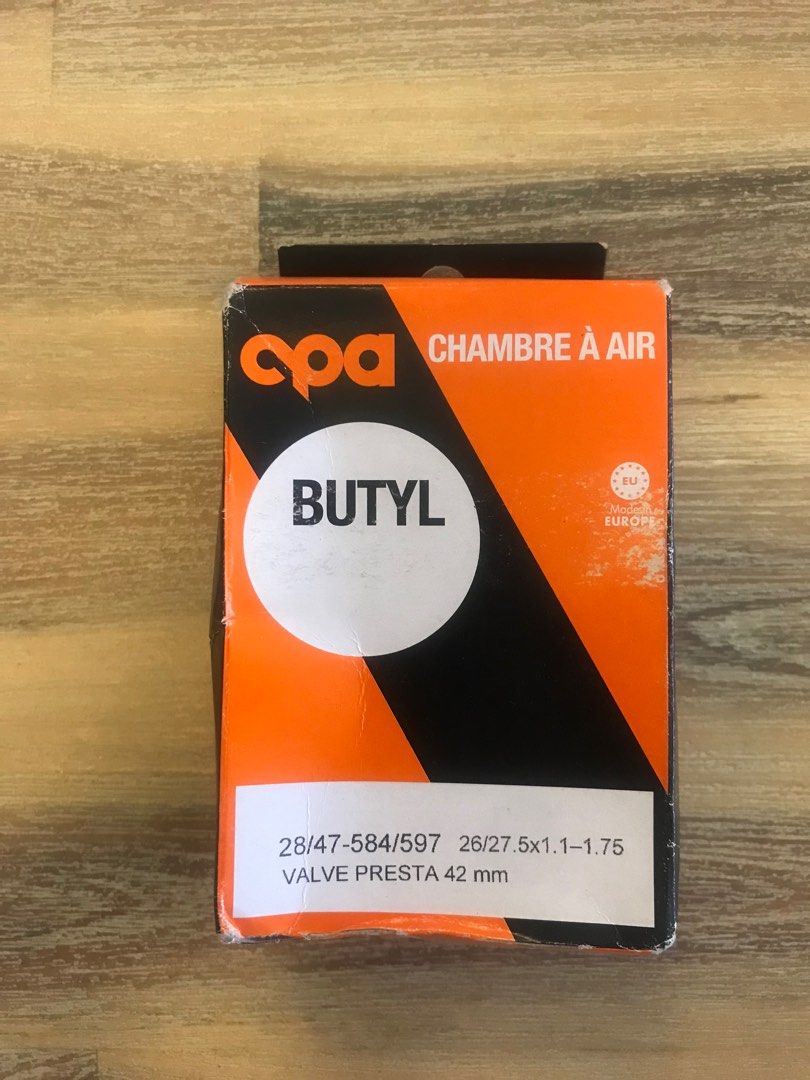 cpa
CHAMBRE À AIR
BUTYL
EU
Made in
EUROPE
28/47-584/597 26/27.5x1.1–1.75
VALVE PRESTA 42 mm